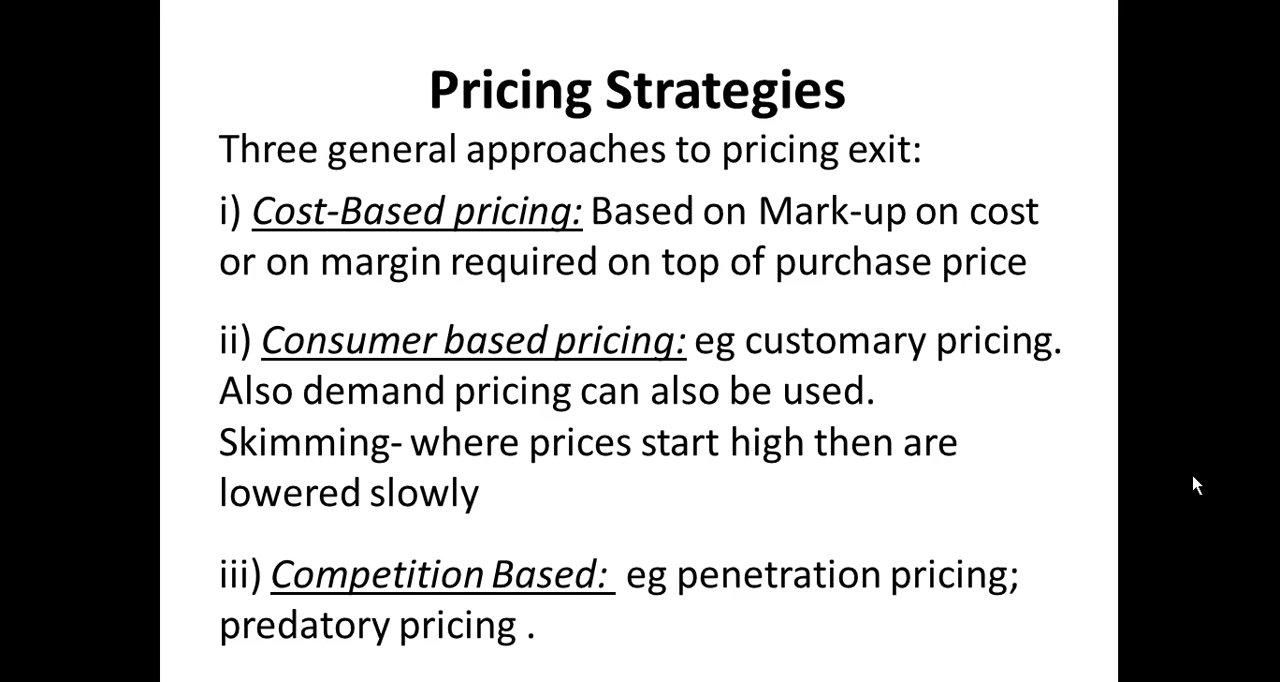 Pricing Strategies
Three general approaches to pricing exit:
i) Cost-Based pricing: Based on Mark-up on cost
or on margin required on top of purchase price
ii) Consumer based pricing: eg customary pricing.
Also demand pricing can also be used.
Skimming- where prices start high then are
lowered slowly
iii) Competition Based:  eg penetration pricing;
predatory pricing .